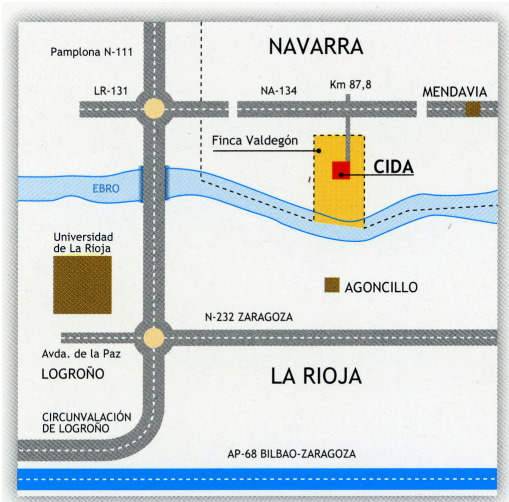 NAVARRA
Pamplona N-111
LR-131
NA-134
Km 87,8
MENDAVIA
Finca Valdegón
CIDA
EBRO
Universidad
de La Rioja
AGONCILLO
N-232 ZARAGOZA
Avda. de la Paz
LOGROÑO
LA RIOJA
CIRCUNVALACIÓN
DE LOGROÑO
AP-68 BILBAO-ZARAGOZA